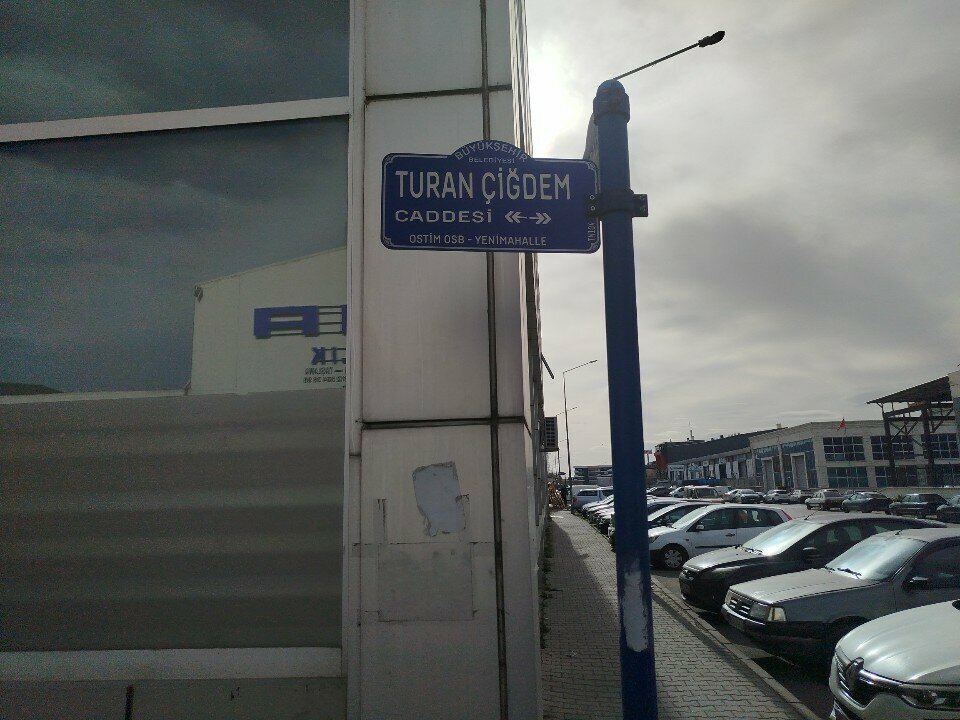 BÜYÜKŞEHİR
BELEDİYESİ
TURAN ÇİĞDEM
CADDESİ
OSTİM OSB - YENİMAHALLE